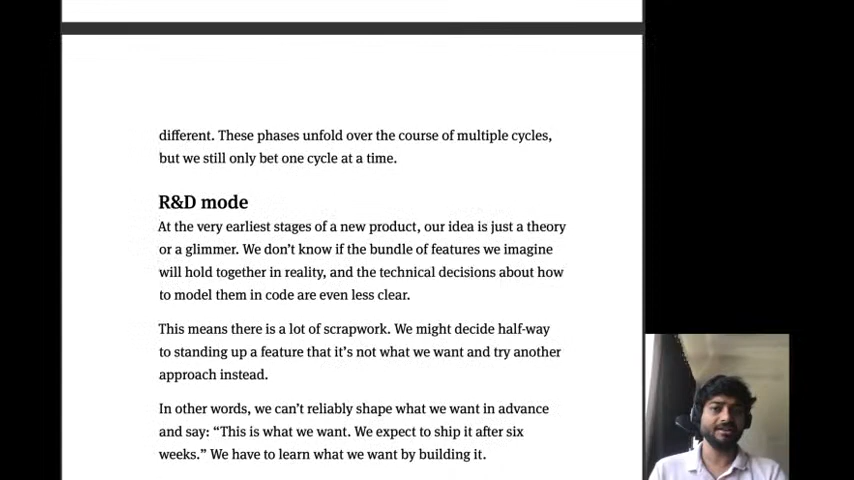 different. These phases unfold over the course of multiple cycles,
but we still only bet one cycle at a time.
R&D mode
At the very earliest stages of a new product, our idea is just a theory
or a glimmer. We don’t know if the bundle of features we imagine
will hold together in reality, and the technical decisions about how
to model them in code are even less clear.
This means there is a lot of scrapwork. We might decide half-way
to standing up a feature that it’s not what we want and try another
approach instead.
In other words, we can’t reliably shape what we want in advance
and say: “This is what we want. We expect to ship it after six
weeks.” We have to learn what we want by building it.